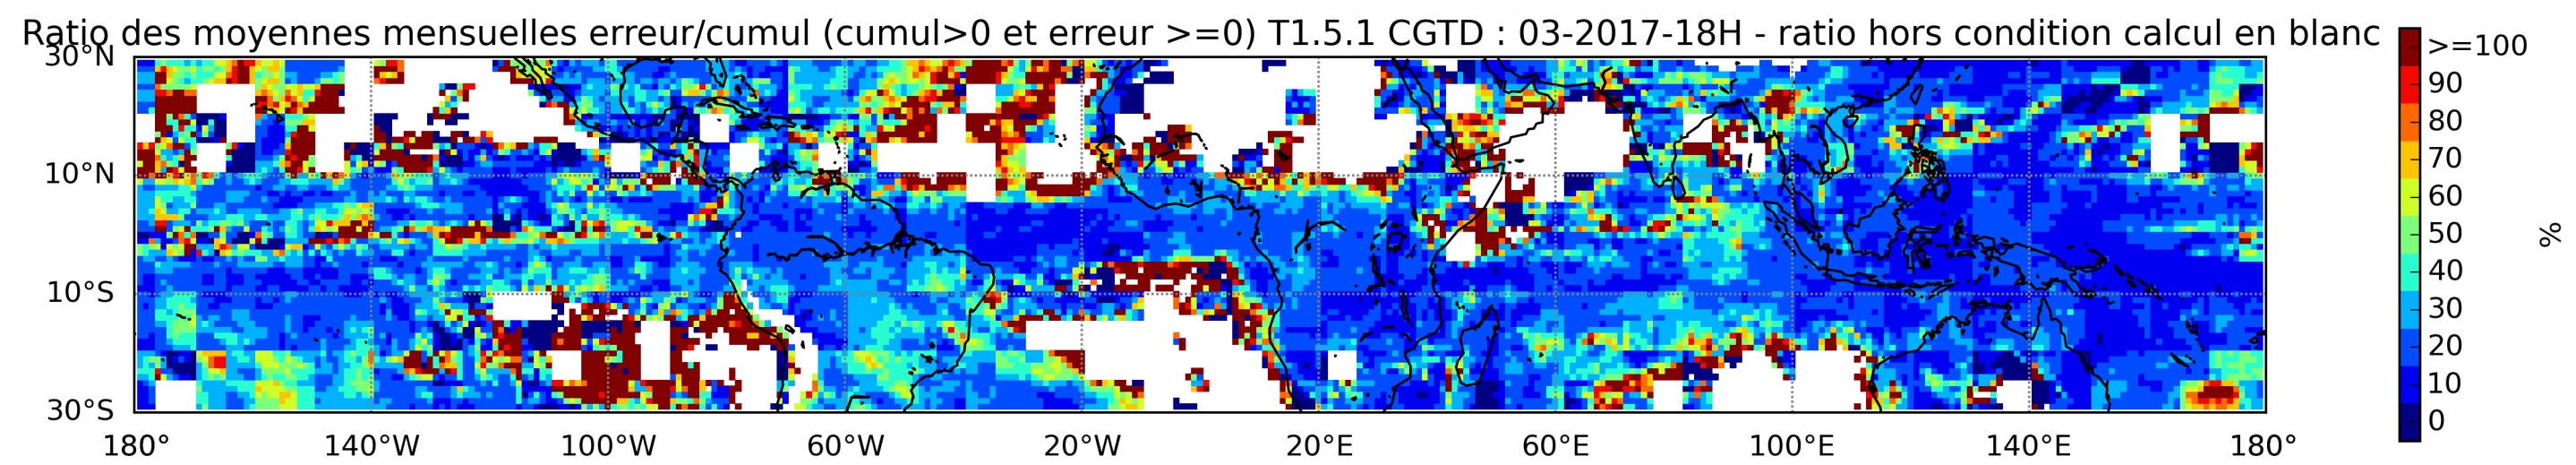 Ratio des moyennes mensuelles erreur/cumul (cumul>0 et erreur >=0) T1.5.1 CGTD : 03-2017-18H - ratio hors condition calcul en blanc
30°N
10°N
10°S
30°S
180°
140°W
100°W
60°W
20°W
20°E
60°E
100°E
140°E
180°
>=100
90
80
70
60
50
40
30
20
10
0
%